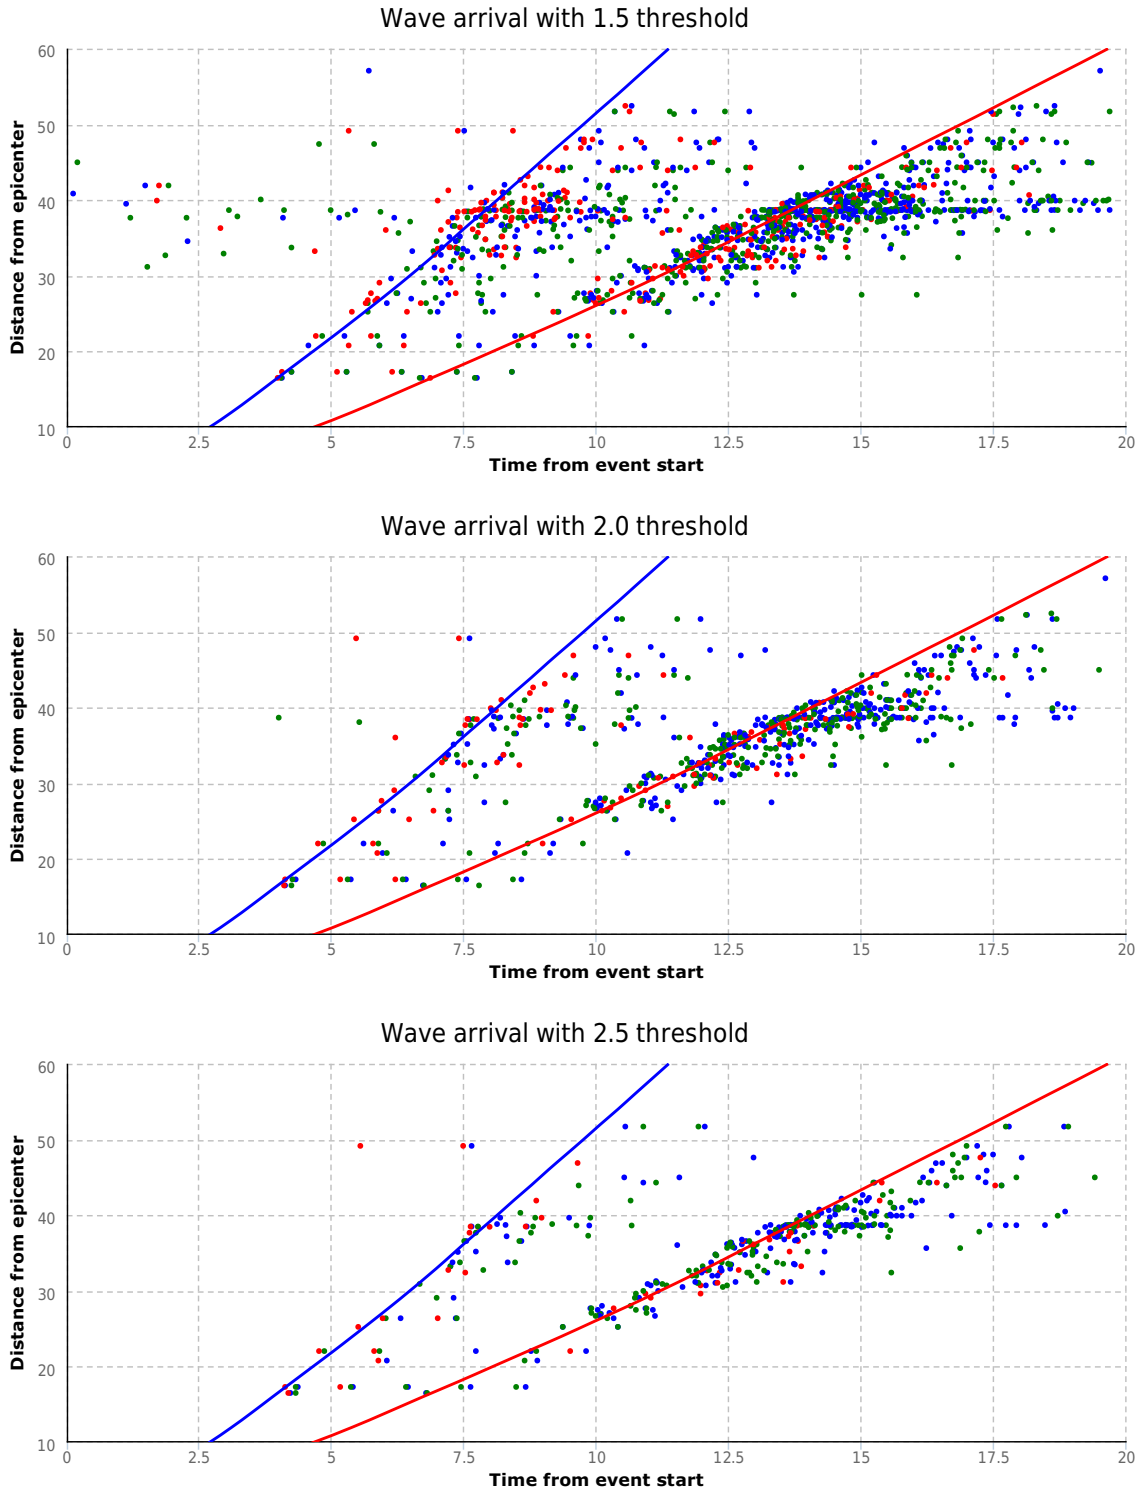 Wave arrival with 1.5 threshold
60
50
40
30
20
10
Distance from epicenter
0 2.5 5 7.5 10 12.5 15 17.5 20
Time from event start
Wave arrival with 2.0 threshold
60
50
40
30
20
10
Distance from epicenter
0 2.5 5 7.5 10 12.5 15 17.5 20
Time from event start
Wave arrival with 2.5 threshold
60
50
40
30
20
10
Distance from epicenter
0 2.5 5 7.5 10 12.5 15 17.5 20
Time from event start